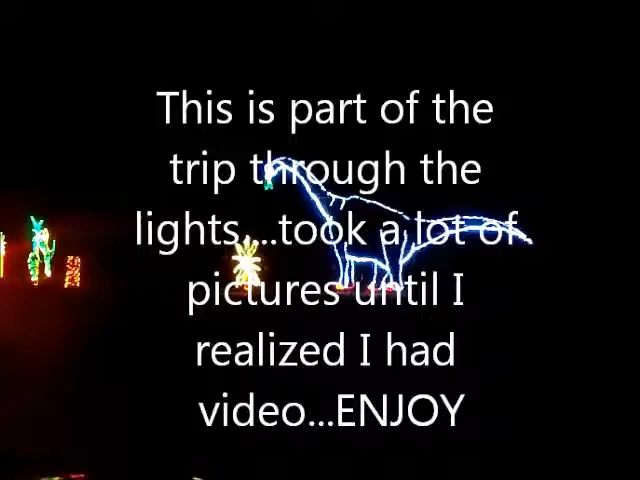 This is part of the
trip through the
lights....took a lot of
pictures until I
realized I had
video...ENJOY